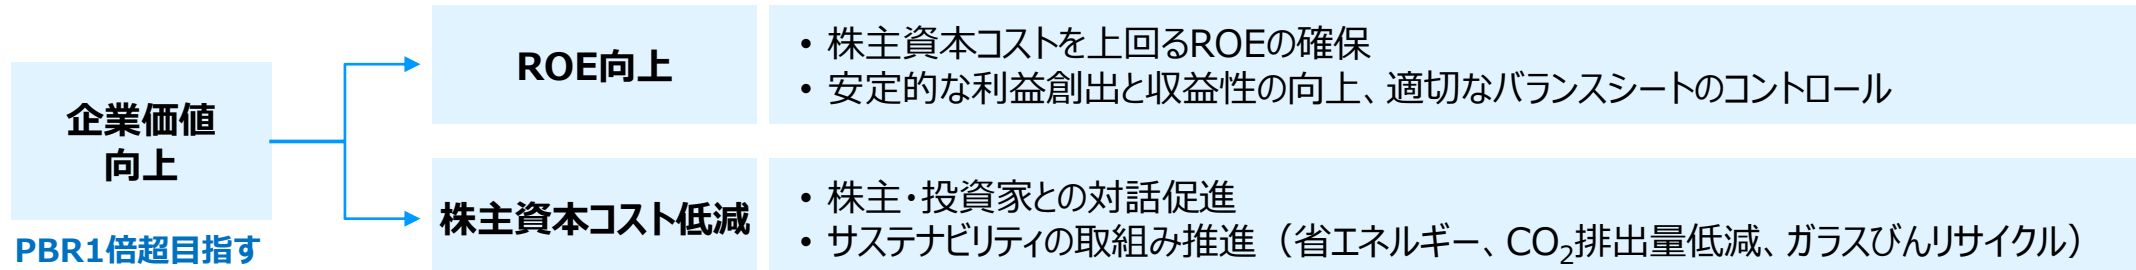 企業価値
向上
PBR1倍超目指す
ROE向上
• 株主資本コストを上回るROEの確保
• 安定的な利益創出と収益性の向上、適切なバランスシートのコントロール
株主資本コスト低減
• 株主・投資家との対話促進
• サステナビリティの取組み推進（省エネルギー、CO₂排出量低減、ガラスびんリサイクル）